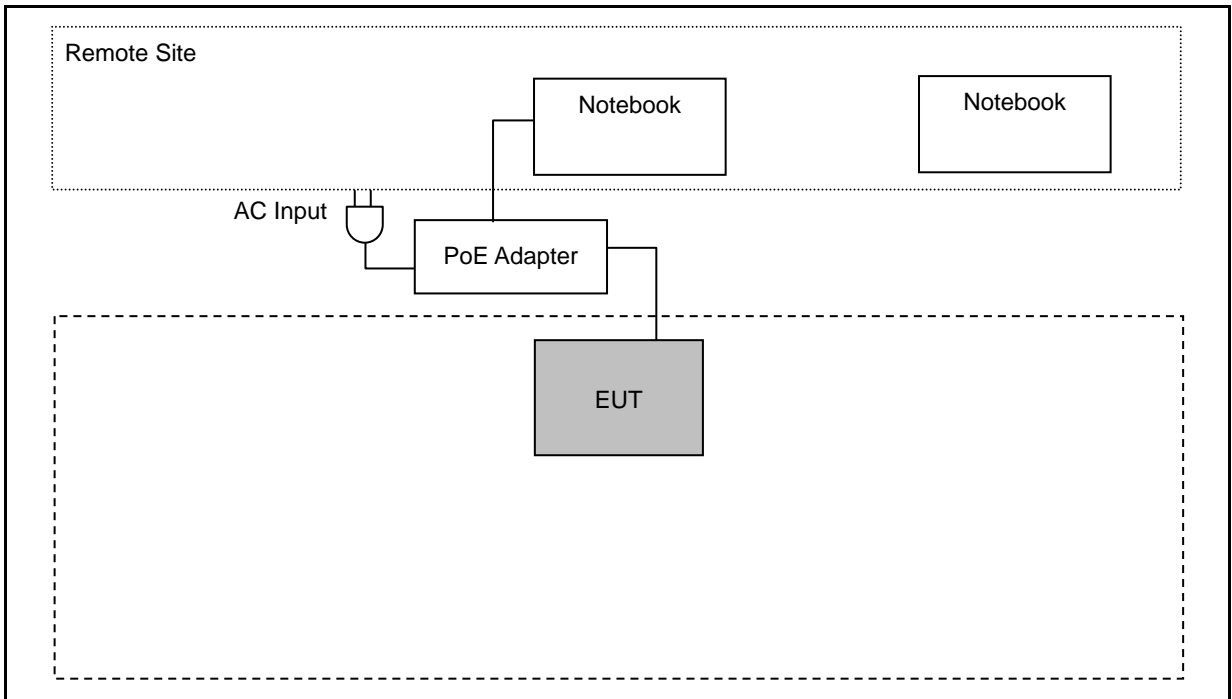 Remote Site
Notebook
Notebook
AC Input
PoE Adapter
EUT